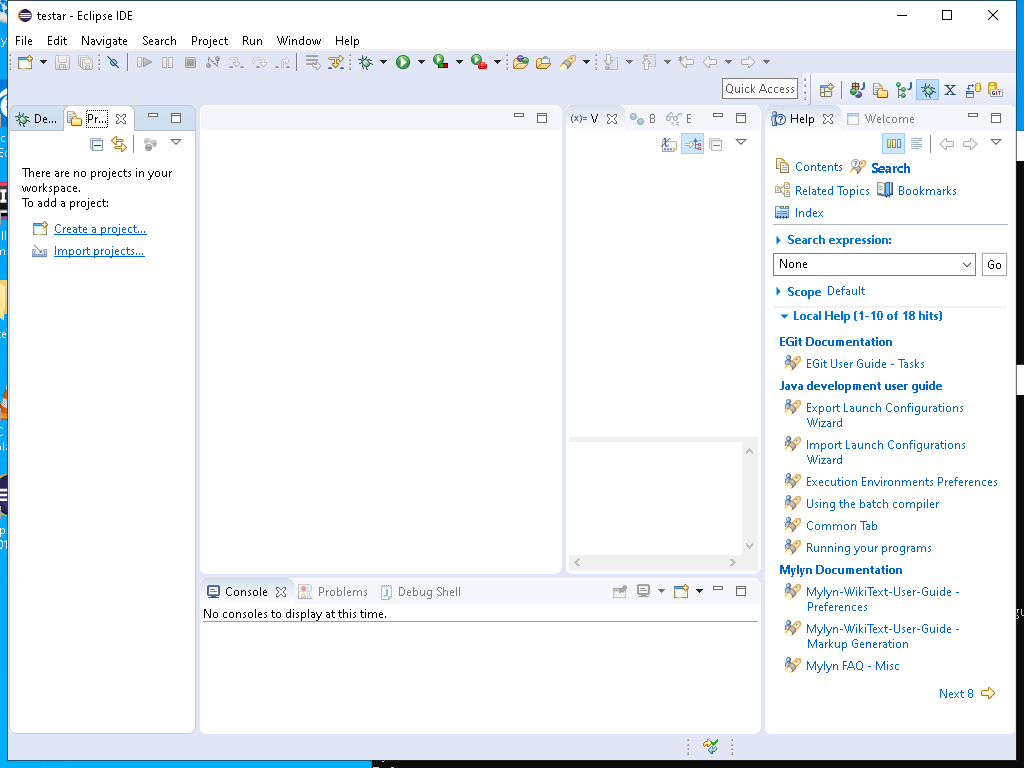 testar - Eclipse IDE
File Edit Navigate Search Project Run Window Help
Quick Access
De...
Pr...
There are no projects in your
workspace.
To add a project:
Create a project...
Import projects...
(x)= V
B
E
Help
Welcome
Contents
Search
Related Topics
Bookmarks
Index
Search expression:
None
Go
Scope Default
Local Help (1-10 of 18 hits)
EGit Documentation
EGit User Guide - Tasks
Java development user guide
Export Launch Configurations
Wizard
Import Launch Configurations
Wizard
Execution Environments Preferences
Using the batch compiler
Common Tab
Running your programs
Mylyn Documentation
Mylyn-WikiText-User-Guide -
Preferences
Mylyn-WikiText-User-Guide -
Markup Generation
Mylyn FAQ - Misc
Next 8
Console
Problems
Debug Shell
No consoles to display at this time.